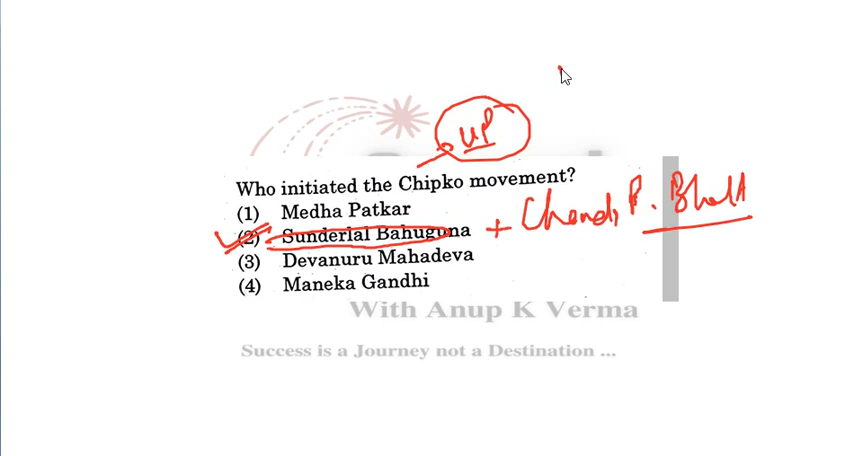 UP
Who initiated the Chipko movement?
(1) Medha Patkar
(2) Sunderlal Bahuguna + Chandi P. Bhatt
(3) Devanuru Mahadeva
(4) Maneka Gandhi
With Anup K Verma
Success is a Journey not a Destination ...